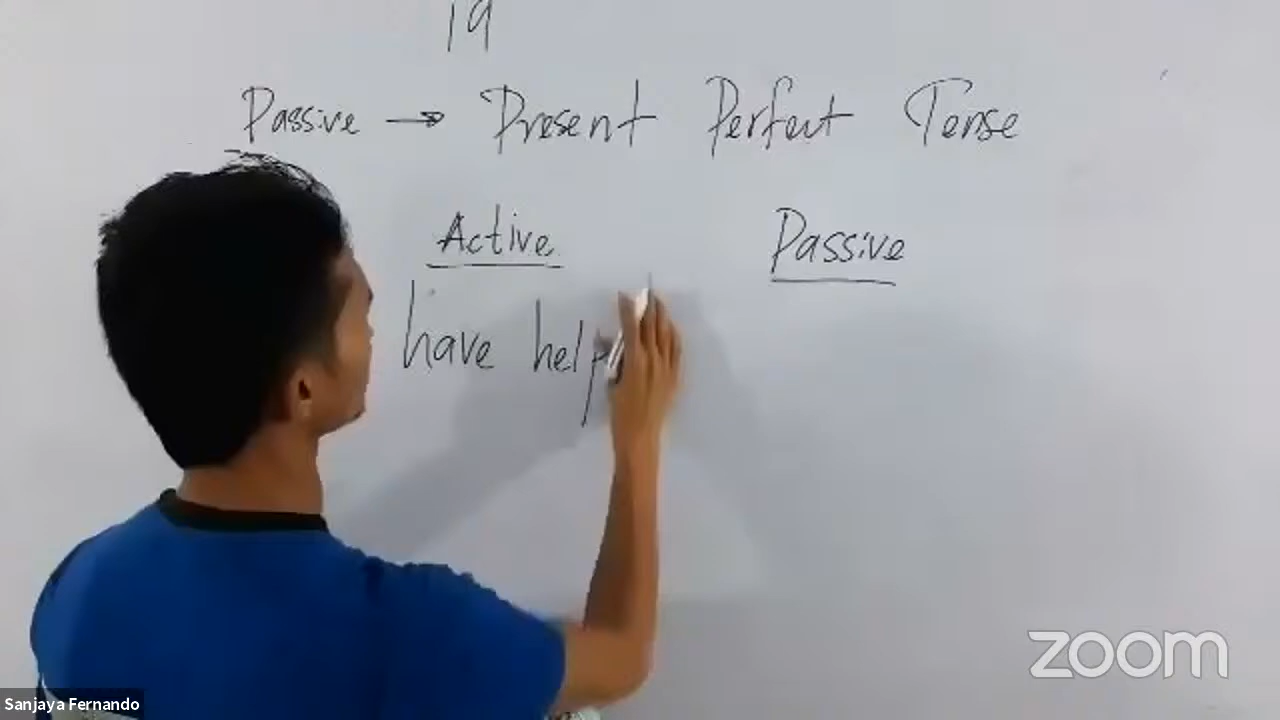 19
Passive → Present Perfect Tense
Active Passive
have help
zoom
Sanjaya Fernando